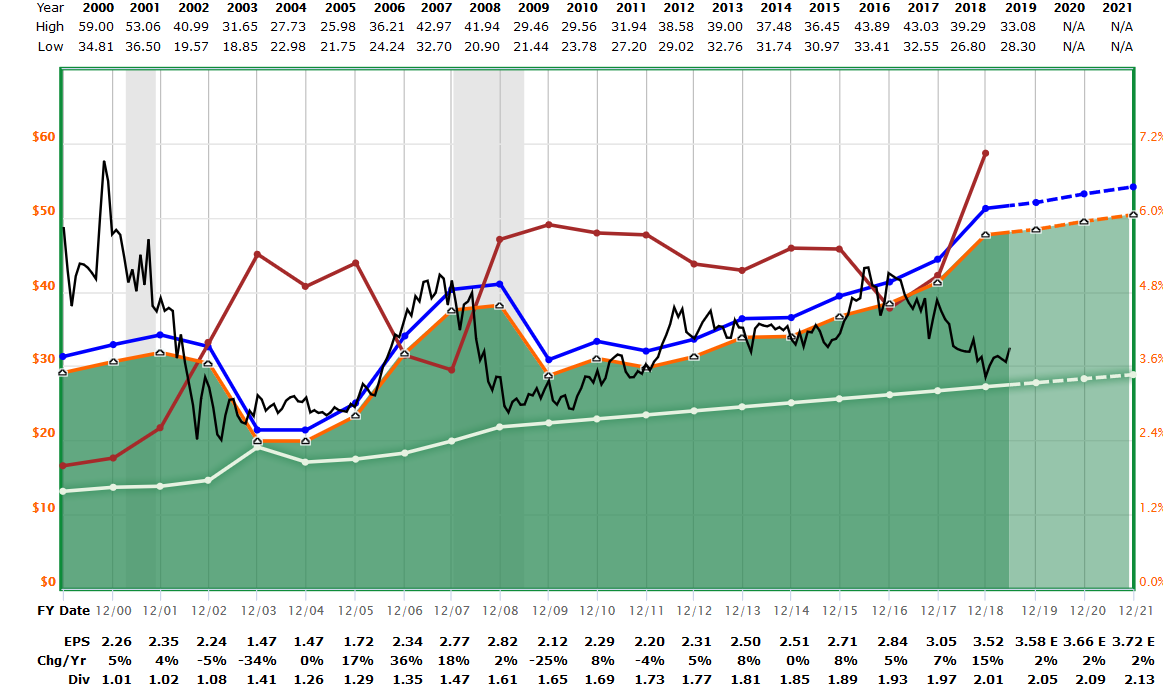 Year 2000 2001 2002 2003 2004 2005 2006 2007 2008 2009 2010 2011 2012 2013 2014 2015 2016 2017 2018 2019 2020 2021
High 59.00 53.06 40.99 31.65 27.73 25.98 36.21 42.97 41.94 29.46 29.56 31.94 38.58 39.00 37.48 36.45 43.89 43.03 39.29 33.08 N/A N/A
Low 34.81 36.50 19.57 18.85 22.98 21.75 24.24 32.70 20.90 21.44 23.78 27.20 29.02 32.76 31.74 30.97 33.41 32.55 26.80 28.30 N/A N/A
$60 7.2%
$50 6.0%
$40 4.8%
$30 3.6%
$20 2.4%
$10 1.2%
$0 0.0%
FY Date 12/00 12/01 12/02 12/03 12/04 12/05 12/06 12/07 12/08 12/09 12/10 12/11 12/12 12/13 12/14 12/15 12/16 12/17 12/18 12/19 12/20 12/21
EPS 2.26 2.35 2.24 1.47 1.47 1.72 2.34 2.77 2.82 2.12 2.29 2.20 2.31 2.50 2.51 2.71 2.84 3.05 3.52 3.58 E 3.66 E 3.72 E
Chg/Yr 5% 4% -5% -34% 0% 17% 36% 18% 2% -25% 8% -4% 5% 8% 0% 8% 5% 7% 15% 2% 2% 2%
Div 1.01 1.02 1.08 1.41 1.26 1.29 1.35 1.47 1.61 1.65 1.69 1.73 1.77 1.81 1.85 1.89 1.93 1.97 2.01 2.05 2.09 2.13